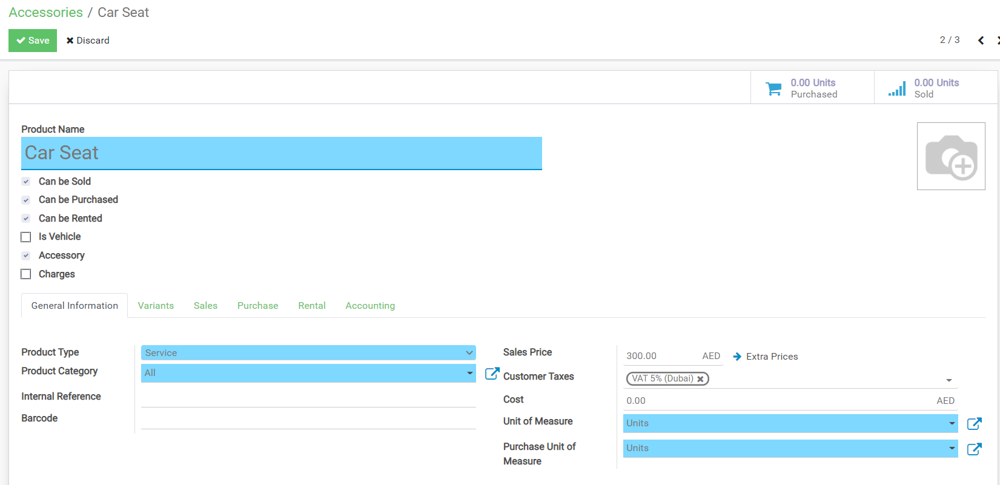 Accessories / Car Seat
Save Discard
2 / 3
0.00 Units
Purchased
0.00 Units
Sold
Product Name
Car Seat
Can be Sold
Can be Purchased
Can be Rented
Is Vehicle
Accessory
Charges
General Information Variants Sales Purchase Rental Accounting
Product Type Service
Product Category All
Internal Reference
Barcode
Sales Price 300.00 AED Extra Prices
Customer Taxes VAT 5% (Dubai)
Cost 0.00 AED
Unit of Measure Units
Purchase Unit of Units
Measure